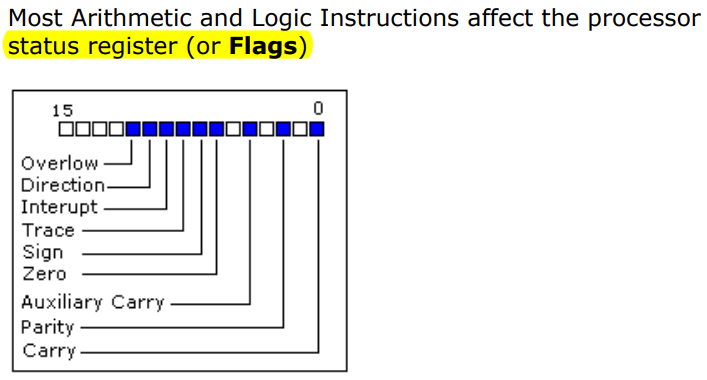 Most Arithmetic and Logic Instructions affect the processor
status register (or Flags)
15 0
Overlow
Direction
Interupt
Trace
Sign
Zero
Auxiliary Carry
Parity
Carry